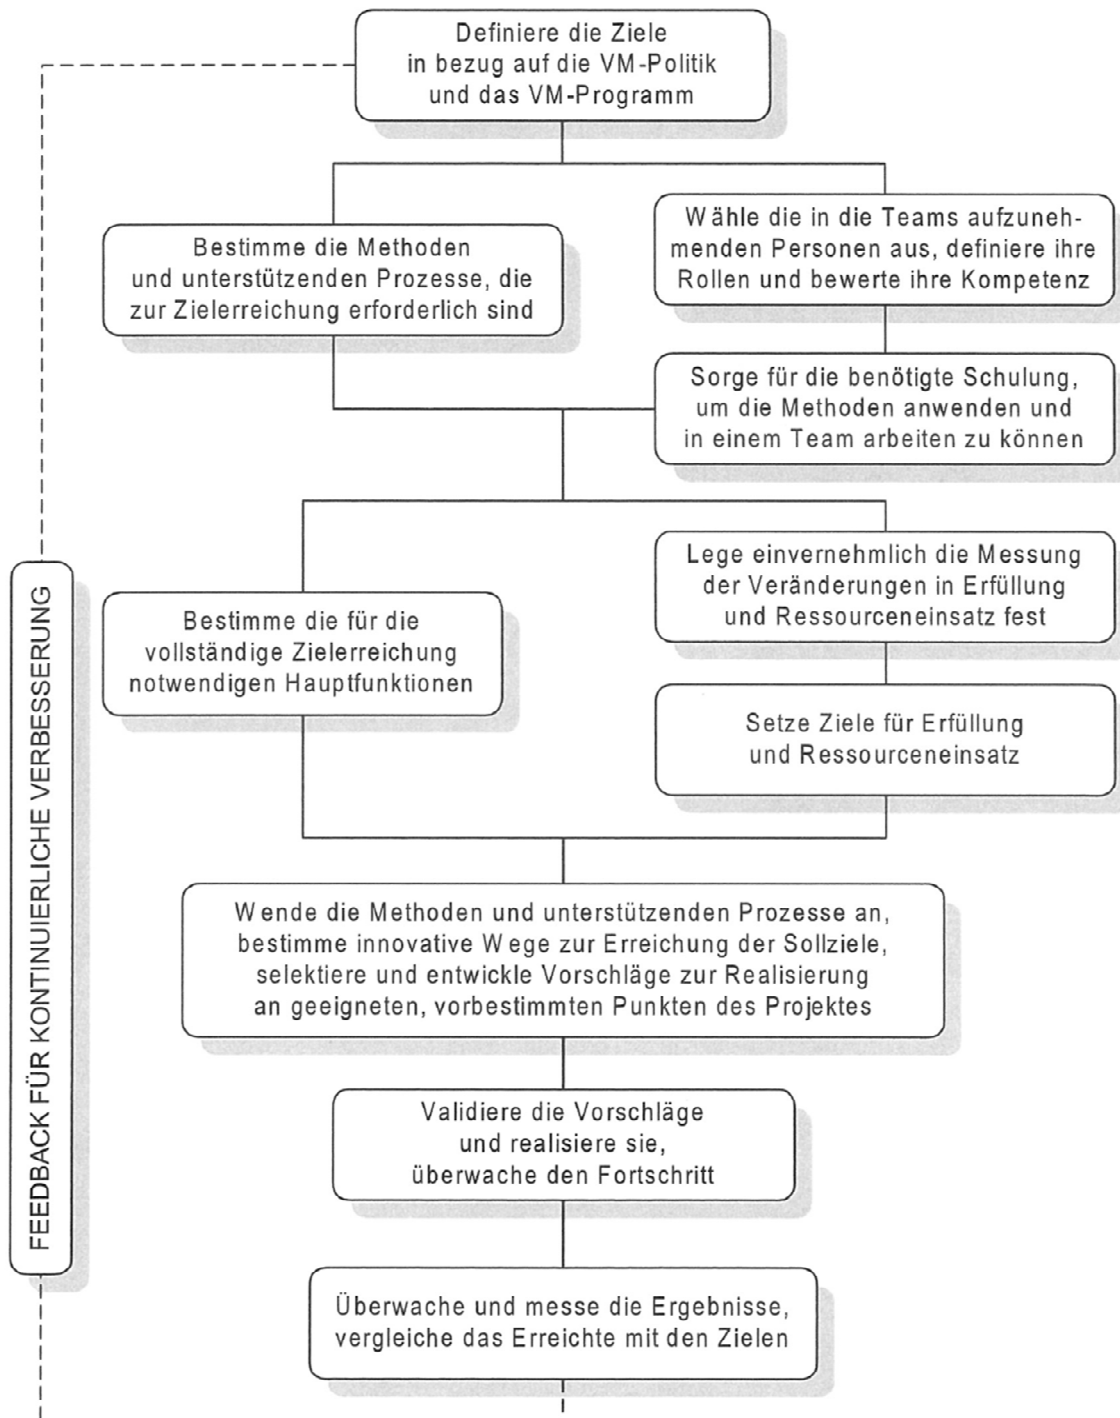 Definiere die Ziele
in bezug auf die VM-Politik
und das VM-Programm
Bestimme die Methoden
und unterstützenden Prozesse, die
zur Zielerreichung erforderlich sind
Wähle die in die Teams aufzuneh-
menden Personen aus, definiere ihre
Rollen und bewerte ihre Kompetenz
Sorge für die benötigte Schulung,
um die Methoden anwenden und
in einem Team arbeiten zu können
Bestimme die für die
vollständige Zielerreichung
notwendigen Hauptfunktionen
Lege einvernehmlich die Messung
der Veränderungen in Erfüllung
und Ressourceneinsatz fest
Setze Ziele für Erfüllung
und Ressourceneinsatz
Wende die Methoden und unterstützenden Prozesse an,
bestimme innovative Wege zur Erreichung der Sollziele,
selektiere und entwickle Vorschläge zur Realisierung
an geeigneten, vorbestimmten Punkten des Projektes
Validiere die Vorschläge
und realisiere sie,
überwache den Fortschritt
Überwache und messe die Ergebnisse,
vergleiche das Erreichte mit den Zielen
FEEDBACK FÜR KONTINUIERLICHE VERBESSERUNG